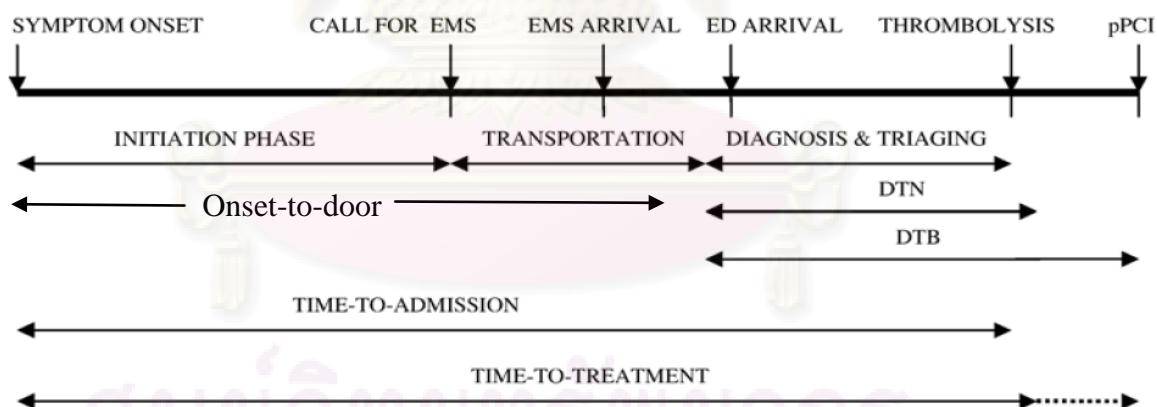 SYMPTOM ONSET CALL FOR EMS EMS ARRIVAL ED ARRIVAL THROMBOLYSIS pPCI
INITIATION PHASE TRANSPORTATION DIAGNOSIS & TRIAGING
Onset-to-door DTN
DTB
TIME-TO-ADMISSION
TIME-TO-TREATMENT